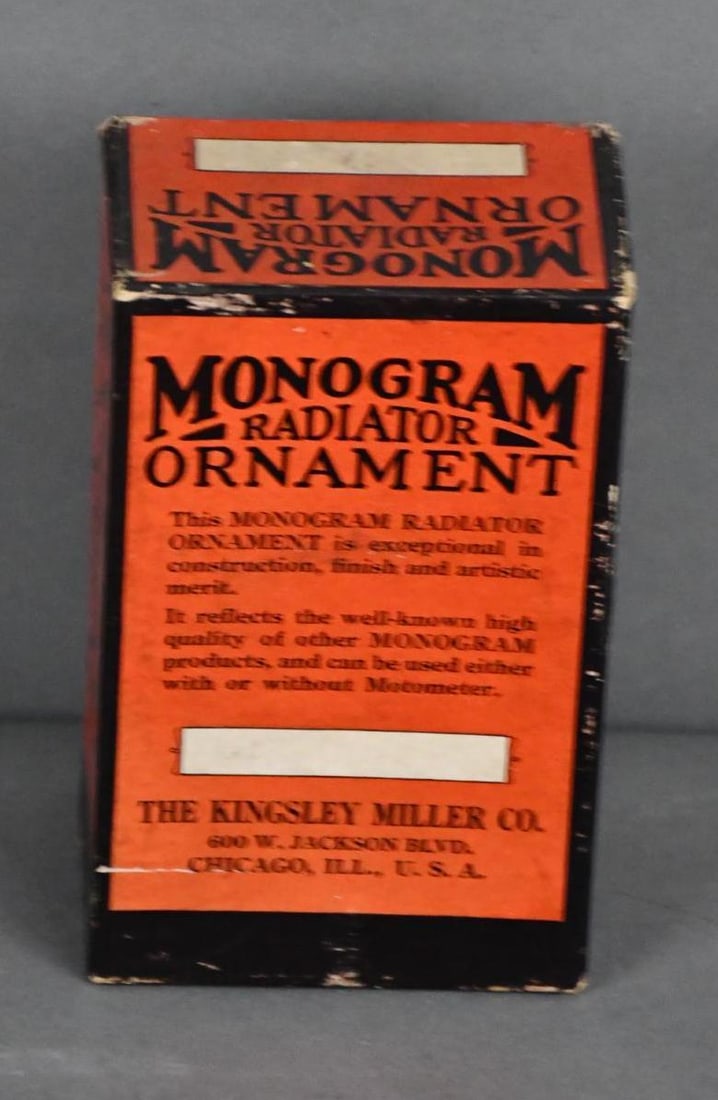 MONOGRAM
RADIATOR
ORNAMENT
MONOGRAM
RADIATOR
ORNAMENT
This MONOGRAM RADIATOR
ORNAMENT is exceptional in
construction, finish and artistic
merit.
It reflects the well-known high
quality of other MONOGRAM
products, and can be used either
with or without Motometer.
THE KINGSLEY MILLER CO.
600 W. JACKSON BLVD.
CHICAGO, ILL., U. S. A.